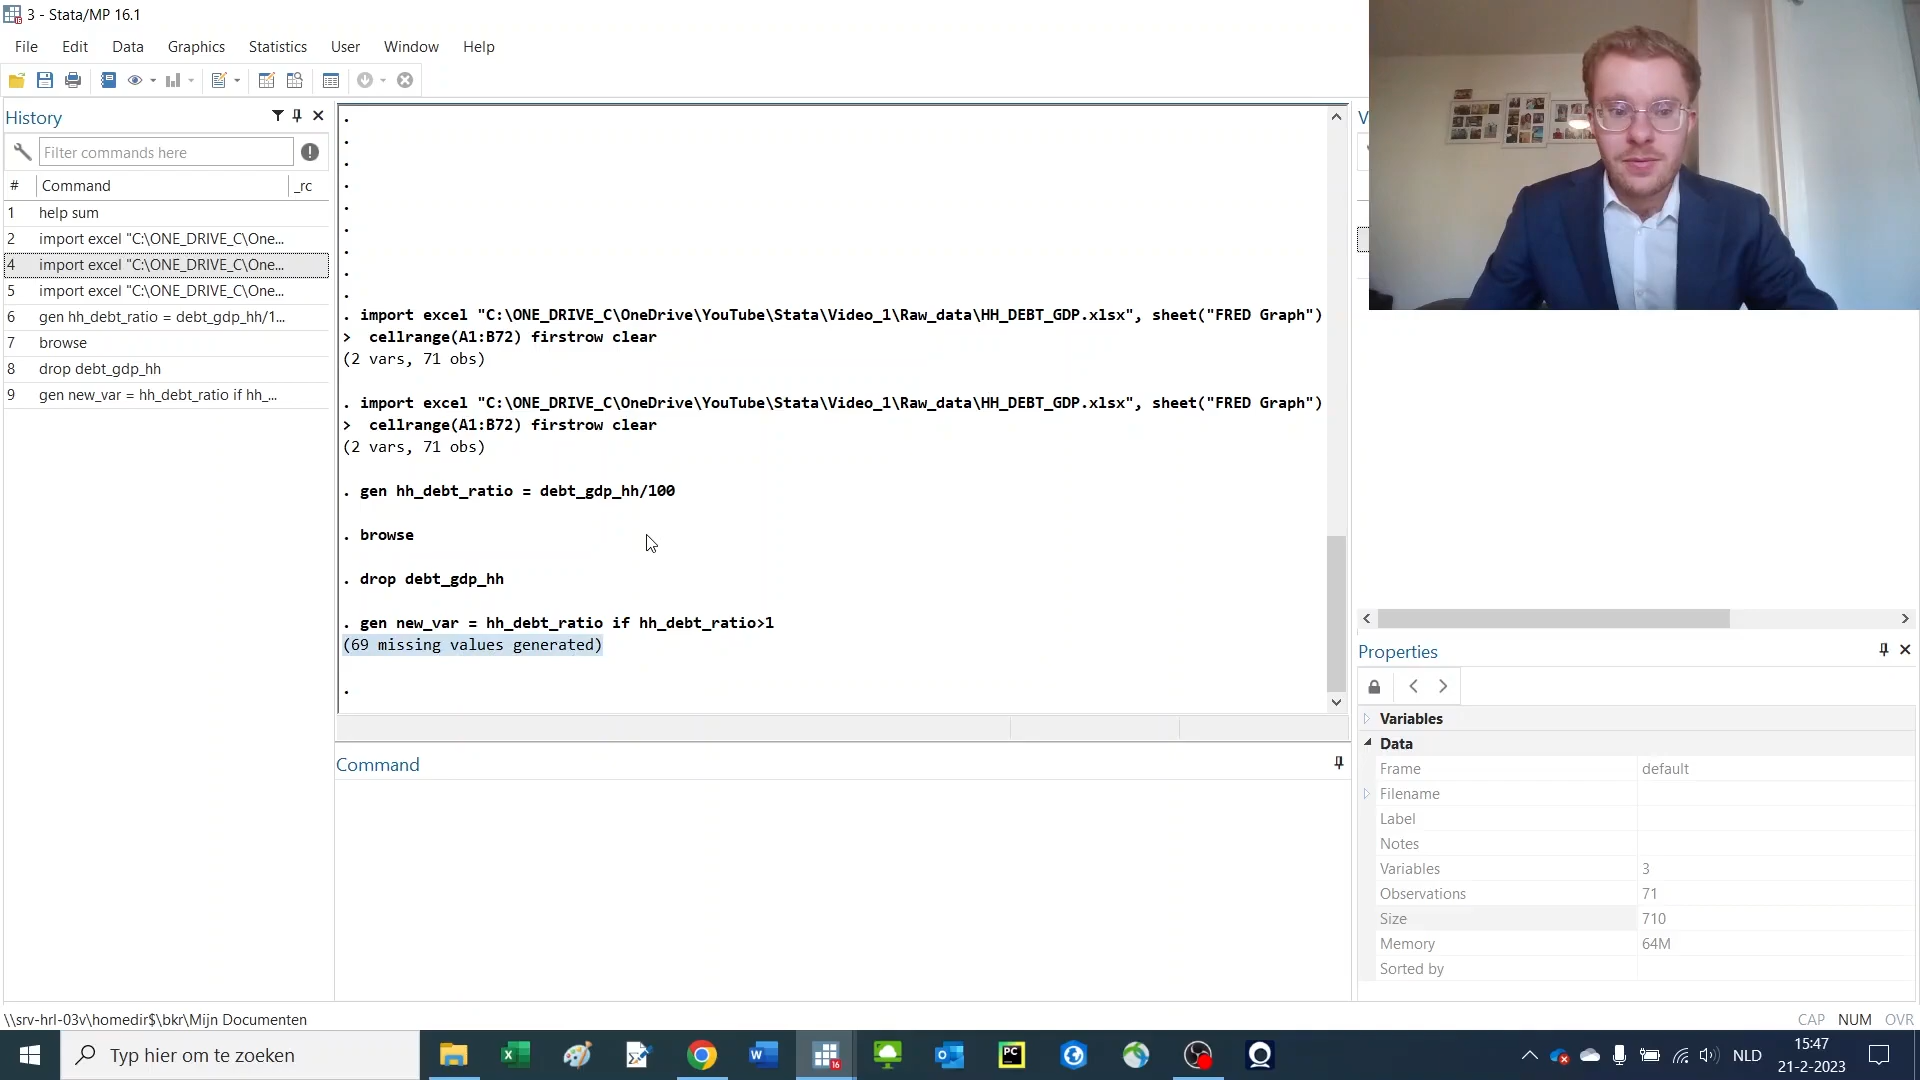 3 - Stata/MP 16.1
File Edit Data Graphics Statistics User Window Help
History
Filter commands here
# Command _rc
1 help sum
2 import excel "C:\ONE_DRIVE_C\One...
4 import excel "C:\ONE_DRIVE_C\One...
5 import excel "C:\ONE_DRIVE_C\One...
6 gen hh_debt_ratio = debt_gdp_hh/1...
7 browse
8 drop debt_gdp_hh
9 gen new_var = hh_debt_ratio if hh_...
.
.
.
.
.
.
.
.
.
. import excel "C:\ONE_DRIVE_C\OneDrive\YouTube\Stata\Video_1\Raw_data\HH_DEBT_GDP.xlsx", sheet("FRED Graph")
> cellrange(A1:B72) firstrow clear
(2 vars, 71 obs)
. import excel "C:\ONE_DRIVE_C\OneDrive\YouTube\Stata\Video_1\Raw_data\HH_DEBT_GDP.xlsx", sheet("FRED Graph")
> cellrange(A1:B72) firstrow clear
(2 vars, 71 obs)
. gen hh_debt_ratio = debt_gdp_hh/100
. browse
. drop debt_gdp_hh
. gen new_var = hh_debt_ratio if hh_debt_ratio>1
(69 missing values generated)
.
Command
V
Properties
Variables
Data
Frame default
Filename
Label
Notes
Variables 3
Observations 71
Size 710
Memory 64M
Sorted by
\\srv-hrl-03v\homedir$\bkr\Mijn Documenten
CAP NUM OVR
Typ hier om te zoeken
16
PC
NLD
15:47
21-2-2023